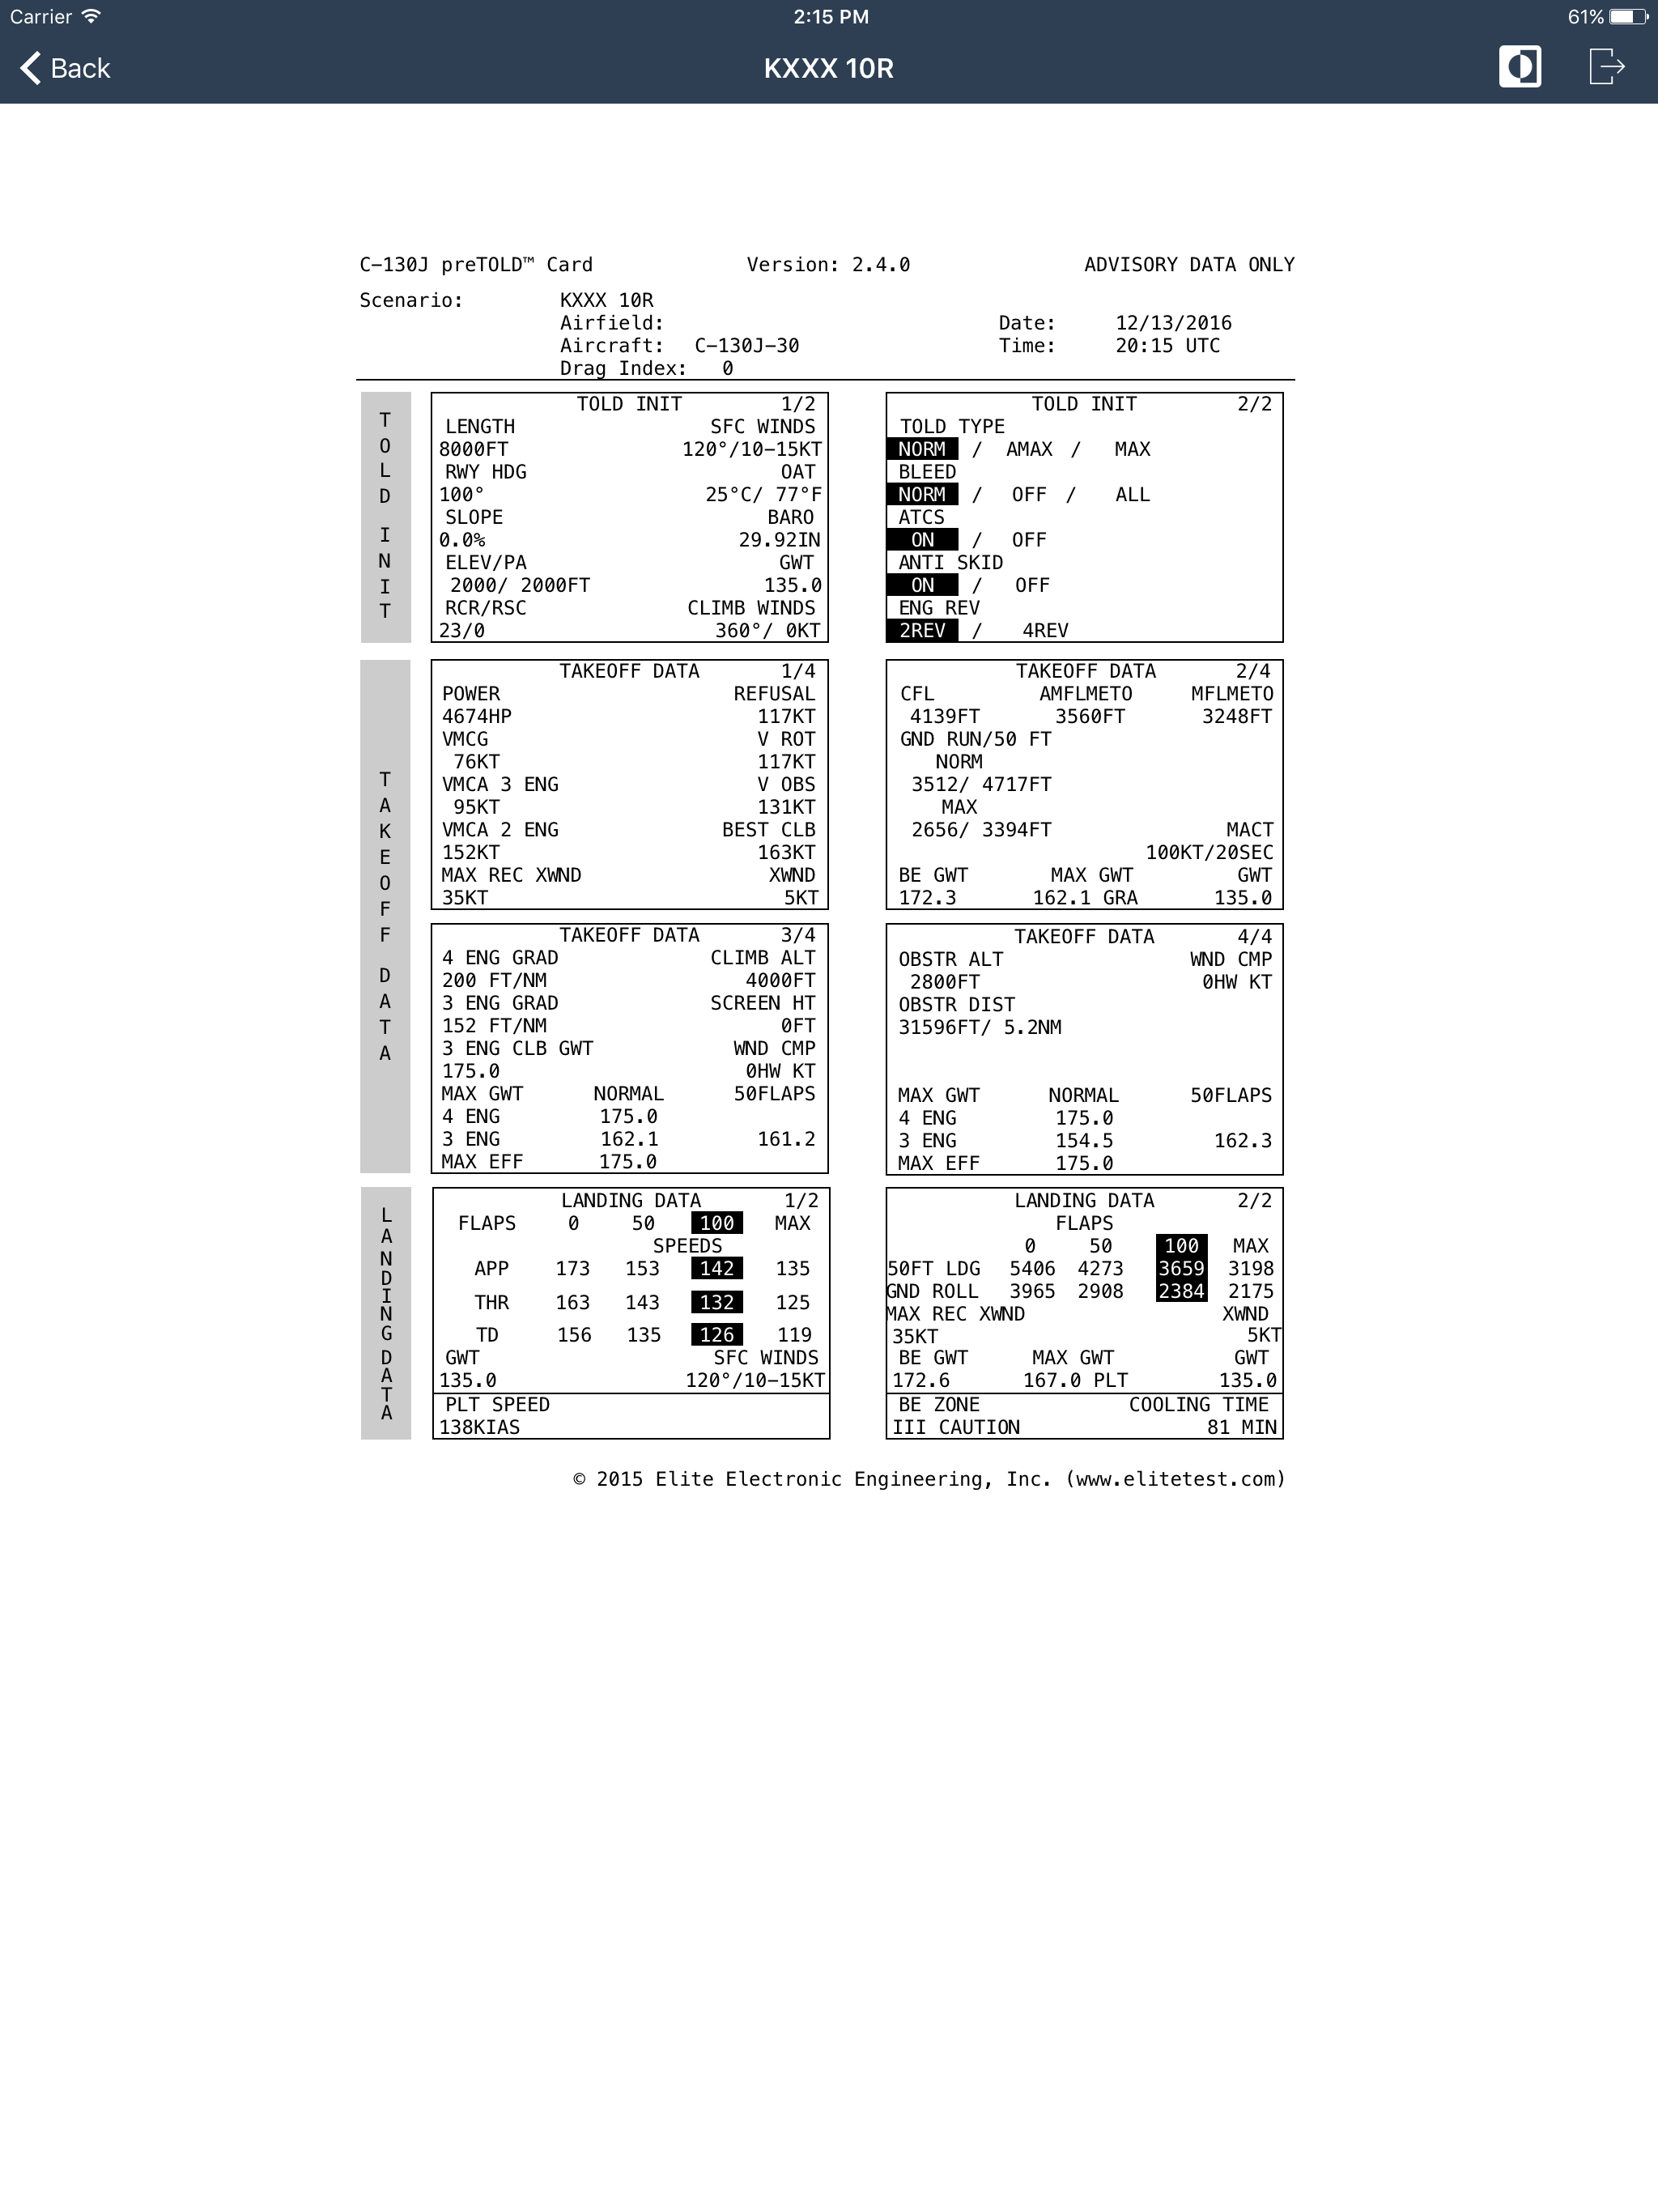 Carrier 2:15 PM 61%
Back KXXX 10R
C-130J preTOLD™ Card Version: 2.4.0 ADVISORY DATA ONLY
Scenario: KXXX 10R
Airfield: Date: 12/13/2016
Aircraft: C-130J-30 Time: 20:15 UTC
Drag Index: 0
TOLD INIT
TOLD INIT 1/2
LENGTH SFC WINDS
8000FT 120°/10-15KT
RWY HDG OAT
100° 25°C/ 77°F
SLOPE BARO
0.0% 29.92IN
ELEV/PA GWT
2000/ 2000FT 135.0
RCR/RSC CLIMB WINDS
23/0 360°/ 0KT
TOLD INIT 2/2
TOLD TYPE
NORM / AMAX / MAX
BLEED
NORM / OFF / ALL
ATCS
ON / OFF
ANTI SKID
ON / OFF
ENG REV
2REV / 4REV
TAKEOFF DATA
TAKEOFF DATA 1/4
POWER REFUSAL
4674HP 117KT
VMCG V ROT
76KT 117KT
VMCA 3 ENG V OBS
95KT 131KT
VMCA 2 ENG BEST CLB
152KT 163KT
MAX REC XWND XWND
35KT 5KT
TAKEOFF DATA 2/4
CFL AMFLMETO MFLMETO
4139FT 3560FT 3248FT
GND RUN/50 FT
NORM
3512/ 4717FT
MAX
2656/ 3394FT MACT
100KT/20SEC
BE GWT MAX GWT GWT
172.3 162.1 GRA 135.0
TAKEOFF DATA 3/4
4 ENG GRAD CLIMB ALT
200 FT/NM 4000FT
3 ENG GRAD SCREEN HT
152 FT/NM 0FT
3 ENG CLB GWT WND CMP
175.0 0HW KT
MAX GWT NORMAL 50FLAPS
4 ENG 175.0
3 ENG 162.1 161.2
MAX EFF 175.0
TAKEOFF DATA 4/4
OBSTR ALT WND CMP
2800FT 0HW KT
OBSTR DIST
31596FT/ 5.2NM
MAX GWT NORMAL 50FLAPS
4 ENG 175.0
3 ENG 154.5 162.3
MAX EFF 175.0
LANDING DATA
LANDING DATA 1/2
FLAPS 0 50 100 MAX
SPEEDS
APP 173 153 142 135
THR 163 143 132 125
TD 156 135 126 119
GWT SFC WINDS
135.0 120°/10-15KT
PLT SPEED
138KIAS
LANDING DATA 2/2
FLAPS
0 50 100 MAX
50FT LDG 5406 4273 3659 3198
GND ROLL 3965 2908 2384 2175
MAX REC XWND XWND
35KT 5KT
BE GWT MAX GWT GWT
172.6 167.0 PLT 135.0
BE ZONE COOLING TIME
III CAUTION 81 MIN
© 2015 Elite Electronic Engineering, Inc. (www.elitetest.com)